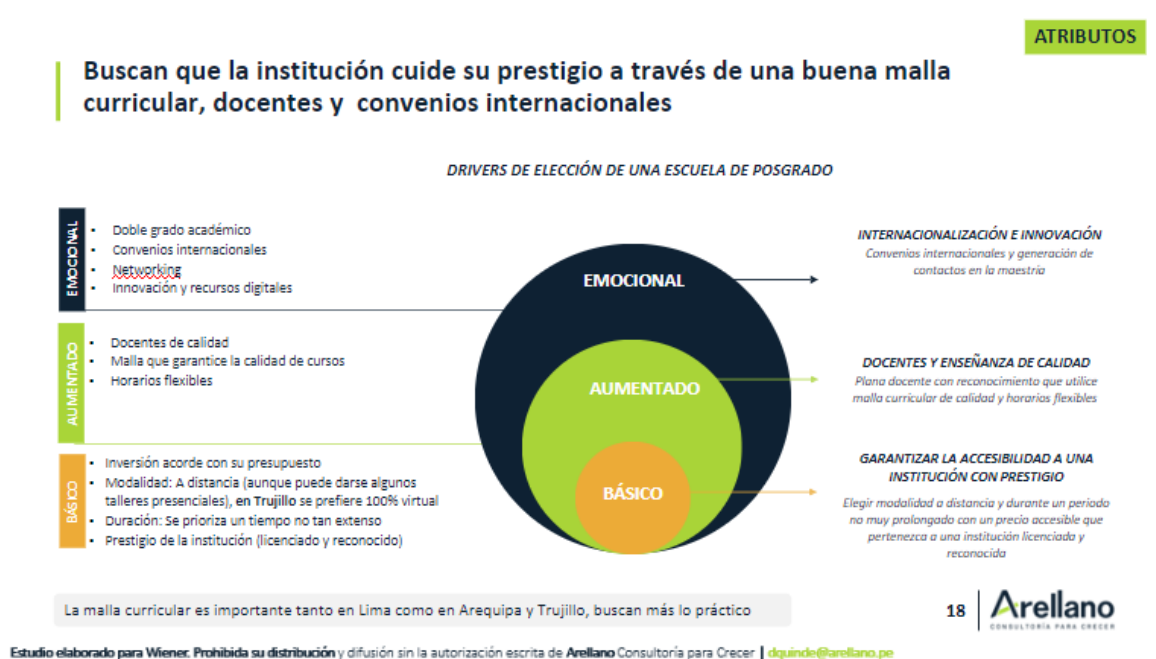 ATRIBUTOS
Buscan que la institución cuide su prestigio a través de una buena malla
curricular, docentes y convenios internacionales
DRIVERS DE ELECCIÓN DE UNA ESCUELA DE POSGRADO
EMOCIONAL
• Doble grado académico
• Convenios internacionales
• Networking
• Innovación y recursos digitales
AUMENTADO
• Docentes de calidad
• Malla que garantice la calidad de cursos
• Horarios flexibles
BÁSICO
• Inversión acorde con su presupuesto
• Modalidad: A distancia (aunque puede darse algunos
talleres presenciales), en Trujillo se prefiere 100% virtual
• Duración: Se prioriza un tiempo no tan extenso
• Prestigio de la institución (licenciado y reconocido)
EMOCIONAL
AUMENTADO
BÁSICO
INTERNACIONALIZACIÓN E INNOVACIÓN
Convenios internacionales y generación de
contactos en la maestría
DOCENTES Y ENSEÑANZA DE CALIDAD
Plana docente con reconocimiento que utilice
malla curricular de calidad y horarios flexibles
GARANTIZAR LA ACCESIBILIDAD A UNA
INSTITUCIÓN CON PRESTIGIO
Elegir modalidad a distancia y durante un periodo
no muy prolongado con un precio accesible que
pertenezca a una institución licenciada y
reconocida
La malla curricular es importante tanto en Lima como en Arequipa y Trujillo, buscan más lo práctico
18
Arellano
CONSULTORÍA PARA CRECER
Estudio elaborado para Wiener. Prohibida su distribución y difusión sin la autorización escrita de Arellano Consultoría para Crecer | dquinde@arellano.pe